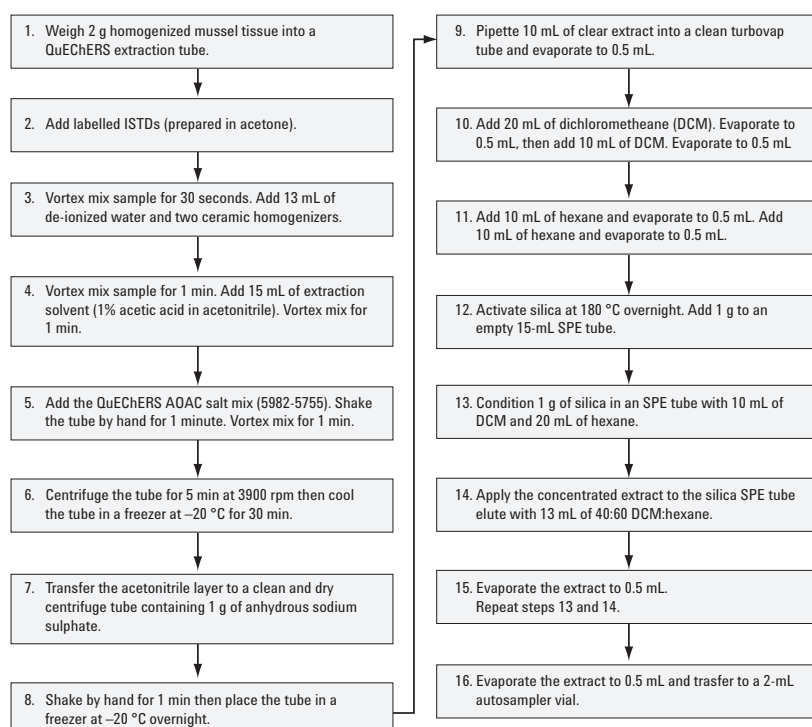 1. Weigh 2 g homogenized mussel tissue into a
QuEChERS extraction tube.
2. Add labelled ISTDs (prepared in acetone).
3. Vortex mix sample for 30 seconds. Add 13 mL of
de-ionized water and two ceramic homogenizers.
4. Vortex mix sample for 1 min. Add 15 mL of extraction
solvent (1% acetic acid in acetonitrile). Vortex mix for
1 min.
5. Add the QuEChERS AOAC salt mix (5982-5755). Shake
the tube by hand for 1 minute. Vortex mix for 1 min.
6. Centrifuge the tube for 5 min at 3900 rpm then cool
the tube in a freezer at –20 °C for 30 min.
7. Transfer the acetonitrile layer to a clean and dry
centrifuge tube containing 1 g of anhydrous sodium
sulphate.
8. Shake by hand for 1 min then place the tube in a
freezer at –20 °C overnight.
9. Pipette 10 mL of clear extract into a clean turbovap
tube and evaporate to 0.5 mL.
10. Add 20 mL of dichlorometheane (DCM). Evaporate to
0.5 mL, then add 10 mL of DCM. Evaporate to 0.5 mL
11. Add 10 mL of hexane and evaporate to 0.5 mL. Add
10 mL of hexane and evaporate to 0.5 mL.
12. Activate silica at 180 °C overnight. Add 1 g to an
empty 15-mL SPE tube.
13. Condition 1 g of silica in an SPE tube with 10 mL of
DCM and 20 mL of hexane.
14. Apply the concentrated extract to the silica SPE tube
elute with 13 mL of 40:60 DCM:hexane.
15. Evaporate the extract to 0.5 mL.
Repeat steps 13 and 14.
16. Evaporate the extract to 0.5 mL and trasfer to a 2-mL
autosampler vial.